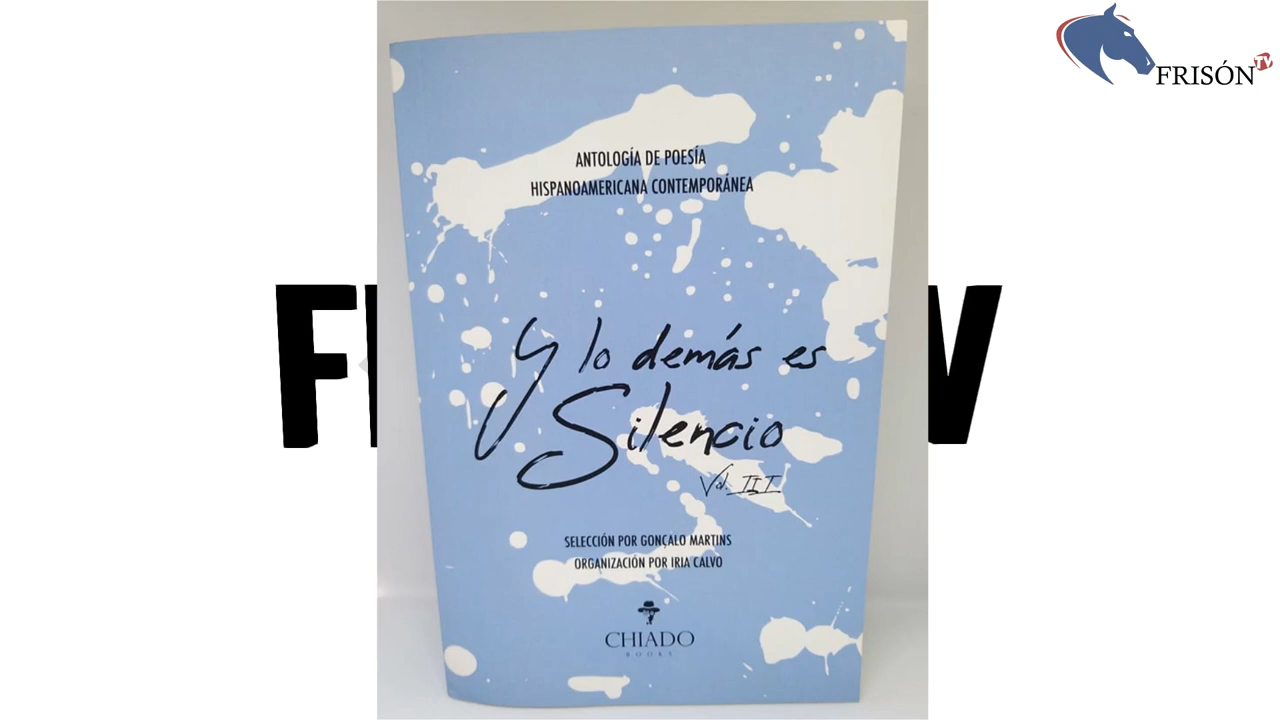 FRISÓN TV
ANTOLOGÍA DE POESÍA
HISPANOAMERICANA CONTEMPORÁNEA
Y lo demás es
Silencio
Vol. III
SELECCIÓN POR GONÇALO MARTINS
ORGANIZACIÓN POR IRIA CALVO
CHIADO
BOOKS